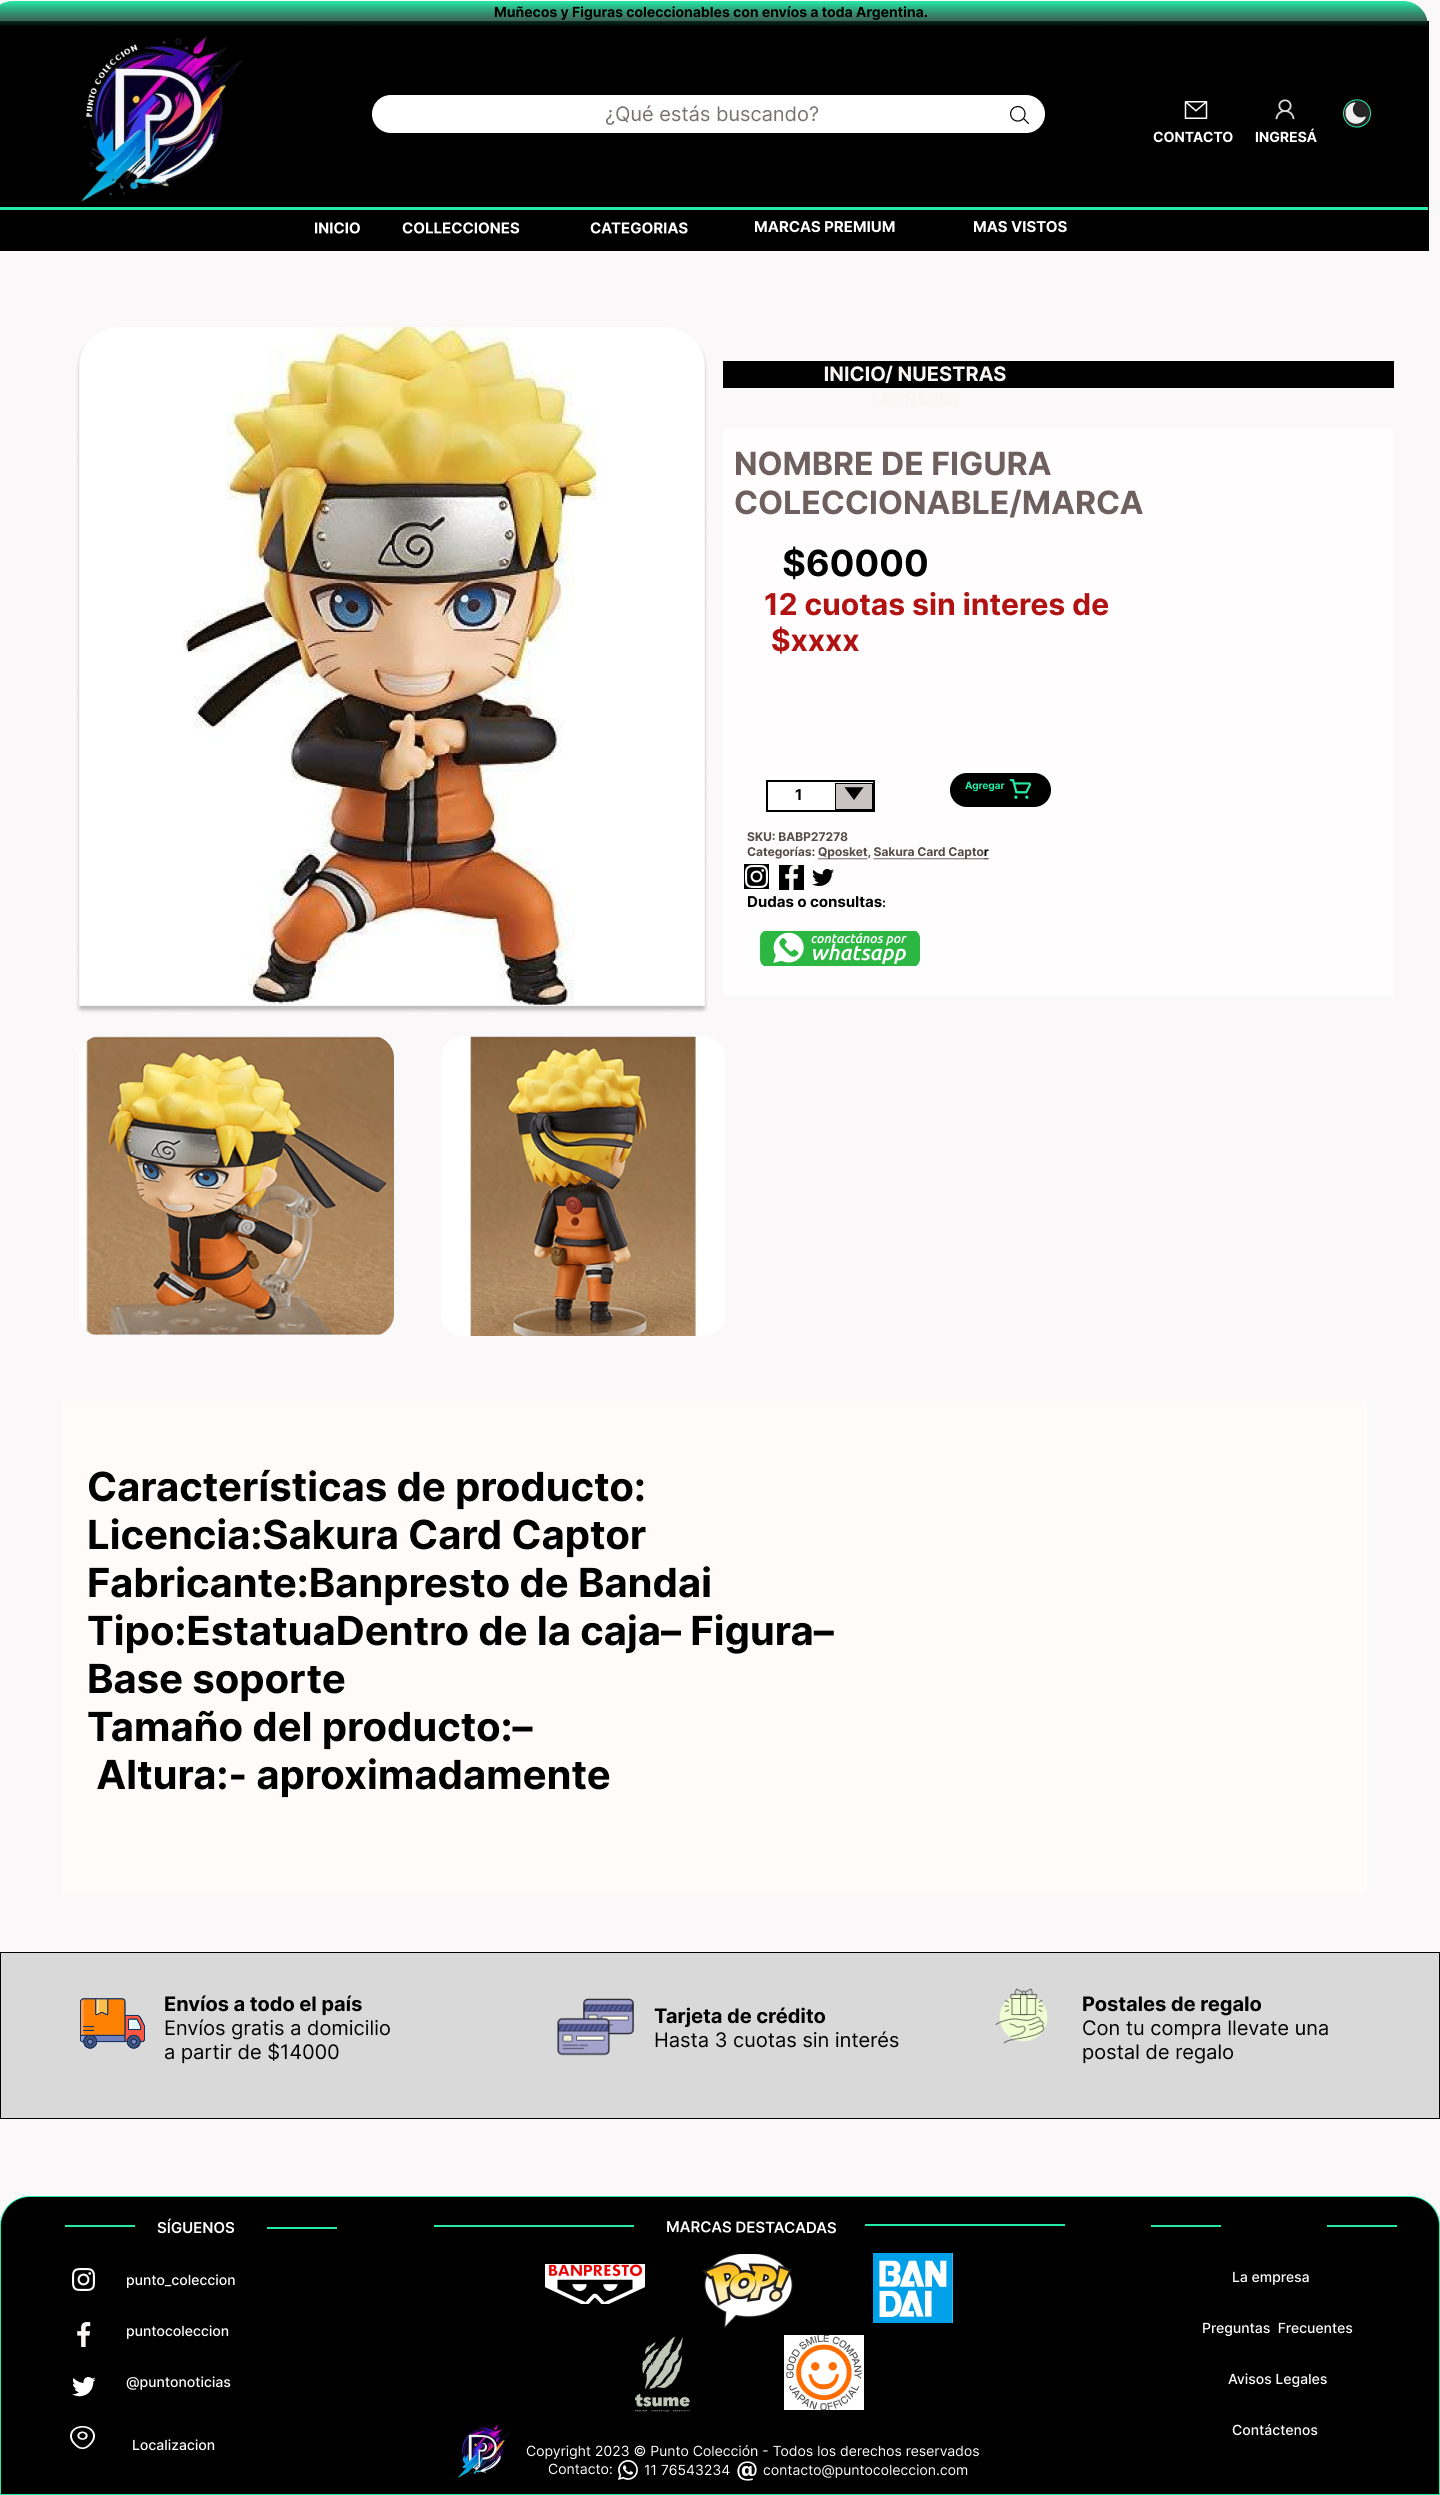 Muñecos y Figuras coleccionables con envíos a toda Argentina.
PUNTO COLECCION
¿Qué estás buscando?
CONTACTO
INGRESÁ
INICIO
COLLECCIONES
CATEGORIAS
MARCAS PREMIUM
MAS VISTOS
INICIO/ NUESTRAS
NOMBRE DE FIGURA
COLECCIONABLE/MARCA
$60000
12 cuotas sin interes de
$xxxx
1
Agregar
SKU: BABP27278
Categorías: Qposket, Sakura Card Captor
Dudas o consultas:
contactános por
whatsapp
Características de producto:
Licencia:Sakura Card Captor
Fabricante:Banpresto de Bandai
Tipo:EstatuaDentro de la caja– Figura–
Base soporte
Tamaño del producto:–
Altura:- aproximadamente
Envíos a todo el país
Envíos gratis a domicilio
a partir de $14000
Tarjeta de crédito
Hasta 3 cuotas sin interés
Postales de regalo
Con tu compra llevate una
postal de regalo
SÍGUENOS
punto_coleccion
puntocoleccion
@puntonoticias
Localizacion
MARCAS DESTACADAS
BANPRESTO
POP!
BAN
DAI
tsume
GOOD SMILE COMPANY
JAPAN OFFICIAL
La empresa
Preguntas  Frecuentes
Avisos Legales
Contáctenos
Copyright 2023 © Punto Colección - Todos los derechos reservados
Contacto: 11 76543234 @ contacto@puntocoleccion.com